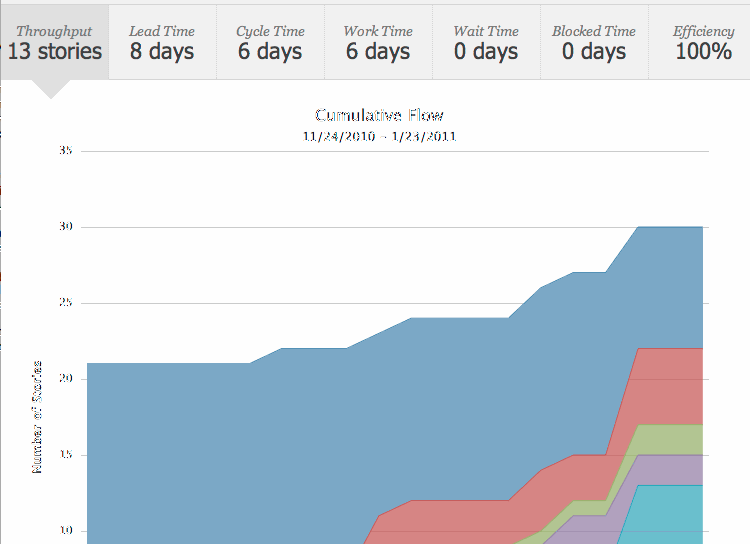 Throughput
13 stories
Lead Time
8 days
Cycle Time
6 days
Work Time
6 days
Wait Time
0 days
Blocked Time
0 days
Efficiency
100%
Cumulative Flow
11/24/2010 - 1/23/2011
35
30
25
20
15
10
Number of Stories